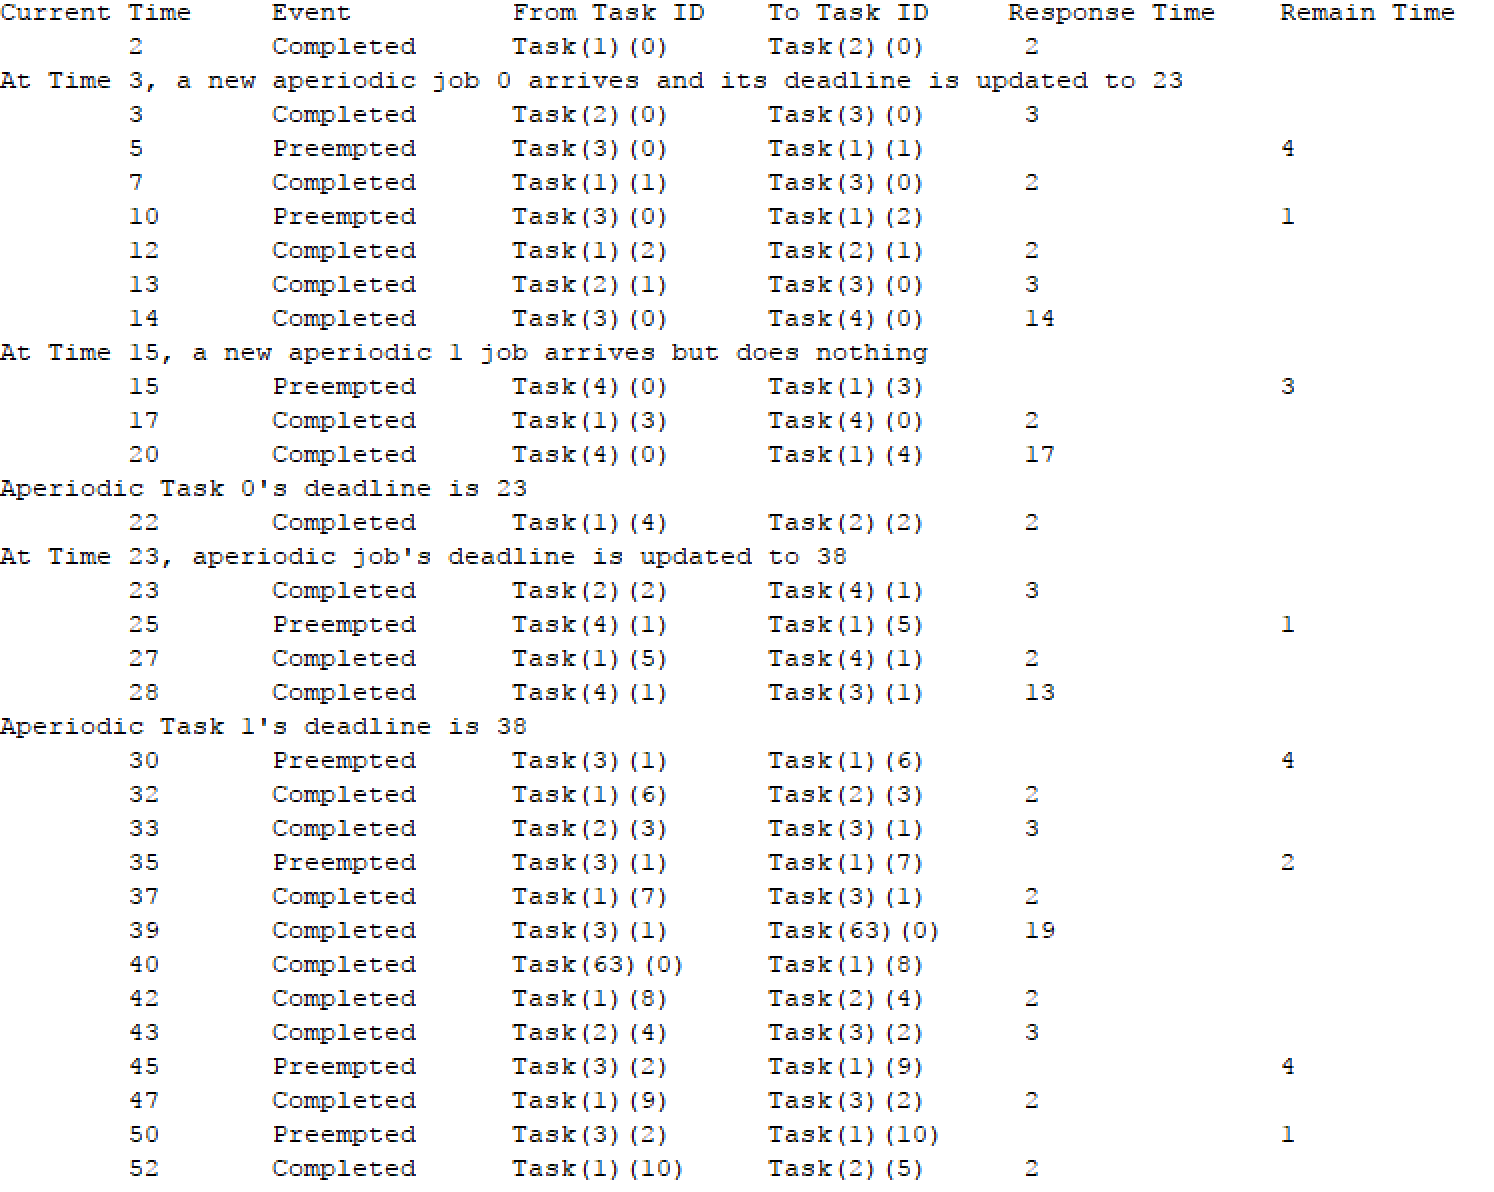 Current Time Event From Task ID To Task ID Response Time Remain Time
2 Completed Task(1)(0) Task(2)(0) 2
At Time 3, a new aperiodic job 0 arrives and its deadline is updated to 23
3 Completed Task(2)(0) Task(3)(0) 3
5 Preempted Task(3)(0) Task(1)(1) 4
7 Completed Task(1)(1) Task(3)(0) 2
10 Preempted Task(3)(0) Task(1)(2) 1
12 Completed Task(1)(2) Task(2)(1) 2
13 Completed Task(2)(1) Task(3)(0) 3
14 Completed Task(3)(0) Task(4)(0) 14
At Time 15, a new aperiodic 1 job arrives but does nothing
15 Preempted Task(4)(0) Task(1)(3) 3
17 Completed Task(1)(3) Task(4)(0) 2
20 Completed Task(4)(0) Task(1)(4) 17
Aperiodic Task 0's deadline is 23
22 Completed Task(1)(4) Task(2)(2) 2
At Time 23, aperiodic job's deadline is updated to 38
23 Completed Task(2)(2) Task(4)(1) 3
25 Preempted Task(4)(1) Task(1)(5) 1
27 Completed Task(1)(5) Task(4)(1) 2
28 Completed Task(4)(1) Task(3)(1) 13
Aperiodic Task 1's deadline is 38
30 Preempted Task(3)(1) Task(1)(6) 4
32 Completed Task(1)(6) Task(2)(3) 2
33 Completed Task(2)(3) Task(3)(1) 3
35 Preempted Task(3)(1) Task(1)(7) 2
37 Completed Task(1)(7) Task(3)(1) 2
39 Completed Task(3)(1) Task(63)(0) 19
40 Completed Task(63)(0) Task(1)(8)
42 Completed Task(1)(8) Task(2)(4) 2
43 Completed Task(2)(4) Task(3)(2) 3
45 Preempted Task(3)(2) Task(1)(9) 4
47 Completed Task(1)(9) Task(3)(2) 2
50 Preempted Task(3)(2) Task(1)(10) 1
52 Completed Task(1)(10) Task(2)(5) 2